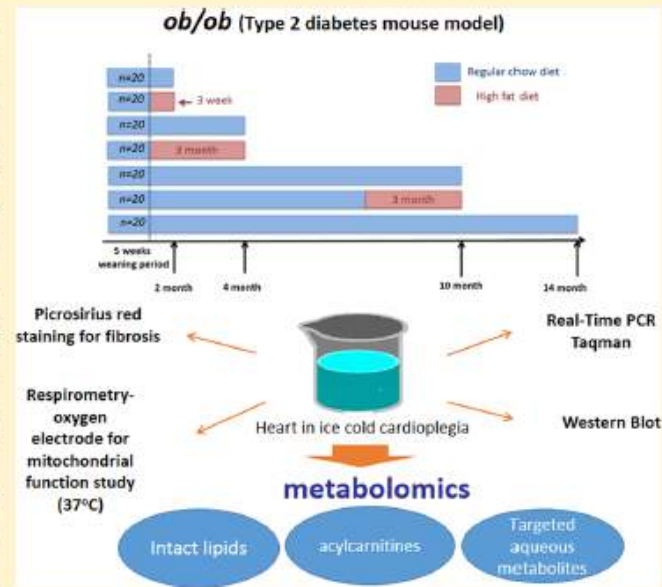 ob/ob (Type 2 diabetes mouse model)
n=20
Regular chow diet
n=20
3 week
High fat diet
n=20
n=20
3 month
n=20
n=20
3 month
n=20
5 weeks
weaning period
2 month
4 month
10 month
14 month
Picrosirius red
staining for fibrosis
Real-Time PCR
Taqman
Respirometry-
oxygen
electrode for
mitochondrial
function study
(37°C)
Heart in ice cold cardioplegia
Western Blot
metabolomics
Intact lipids
acylcarnitines
Targeted
aqueous
metabolites